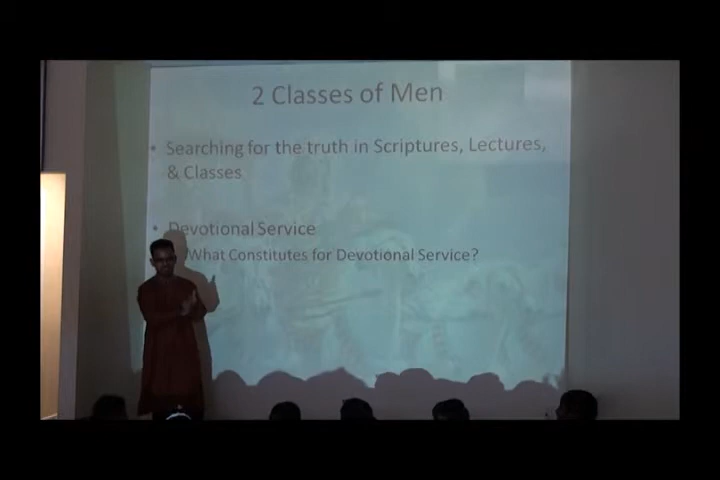 2 Classes of Men
• Searching for the truth in Scriptures, Lectures,
& Classes
• Devotional Service
What Constitutes for Devotional Service?